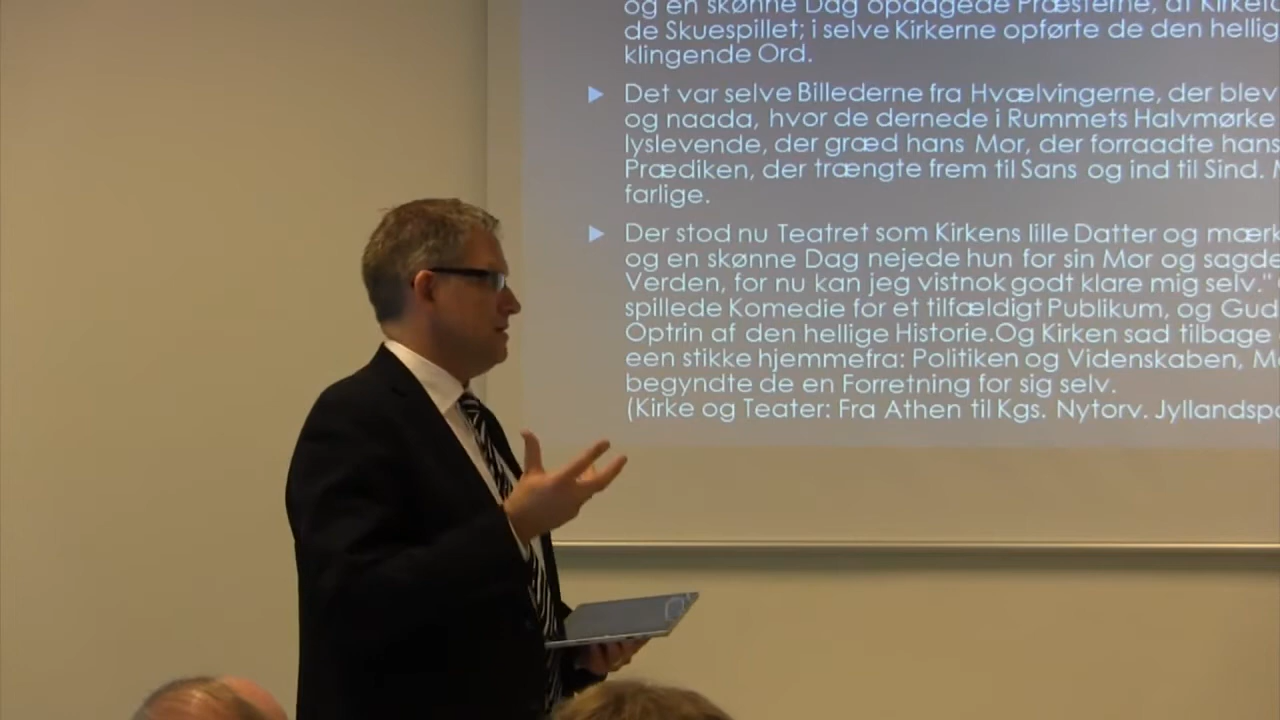 og en skønne Dag opdagede Præsterne, at Kirkefo
de Skuespillet; i selve Kirkerne opførte de den hellig
klingende Ord.
Det var selve Billederne fra Hvælvingerne, der blev
og naada, hvor de dernede i Rummets Halvmørke
lyslevende, der græd hans Mor, der forraadte hans
Prædiken, der trængte frem til Sans og ind til Sind. M
farlige.
Der stod nu Teatret som Kirkens lille Datter og mærk
og en skønne Dag nejede hun for sin Mor og sagde
Verden, for nu kan jeg vistnok godt klare mig selv."
spillede Komedie for et tilfældigt Publikum, og Gud
Optrin af den hellige Historie.Og Kirken sad tilbage
een stikke hjemmefra: Politiken og Videnskaben, M
begyndte de en Forretning for sig selv.
(Kirke og Teater: Fra Athen til Kgs. Nytorv. Jyllandspo